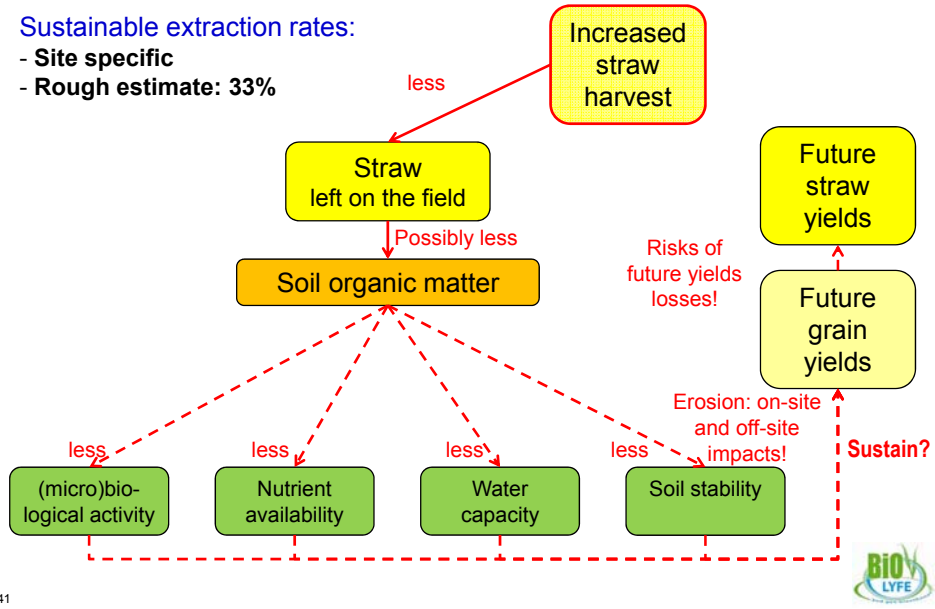 Sustainable extraction rates:
- Site specific
- Rough estimate: 33%
Increased
straw
harvest
less
Straw
left on the field
Possibly less
Soil organic matter
Future
straw
yields
Risks of
future yields
losses!
Future
grain
yields
Erosion: on-site
and off-site
impacts!
Sustain?
less
less
less
less
(micro)bio-
logical activity
Nutrient
availability
Water
capacity
Soil stability
41
BiO
LYFE